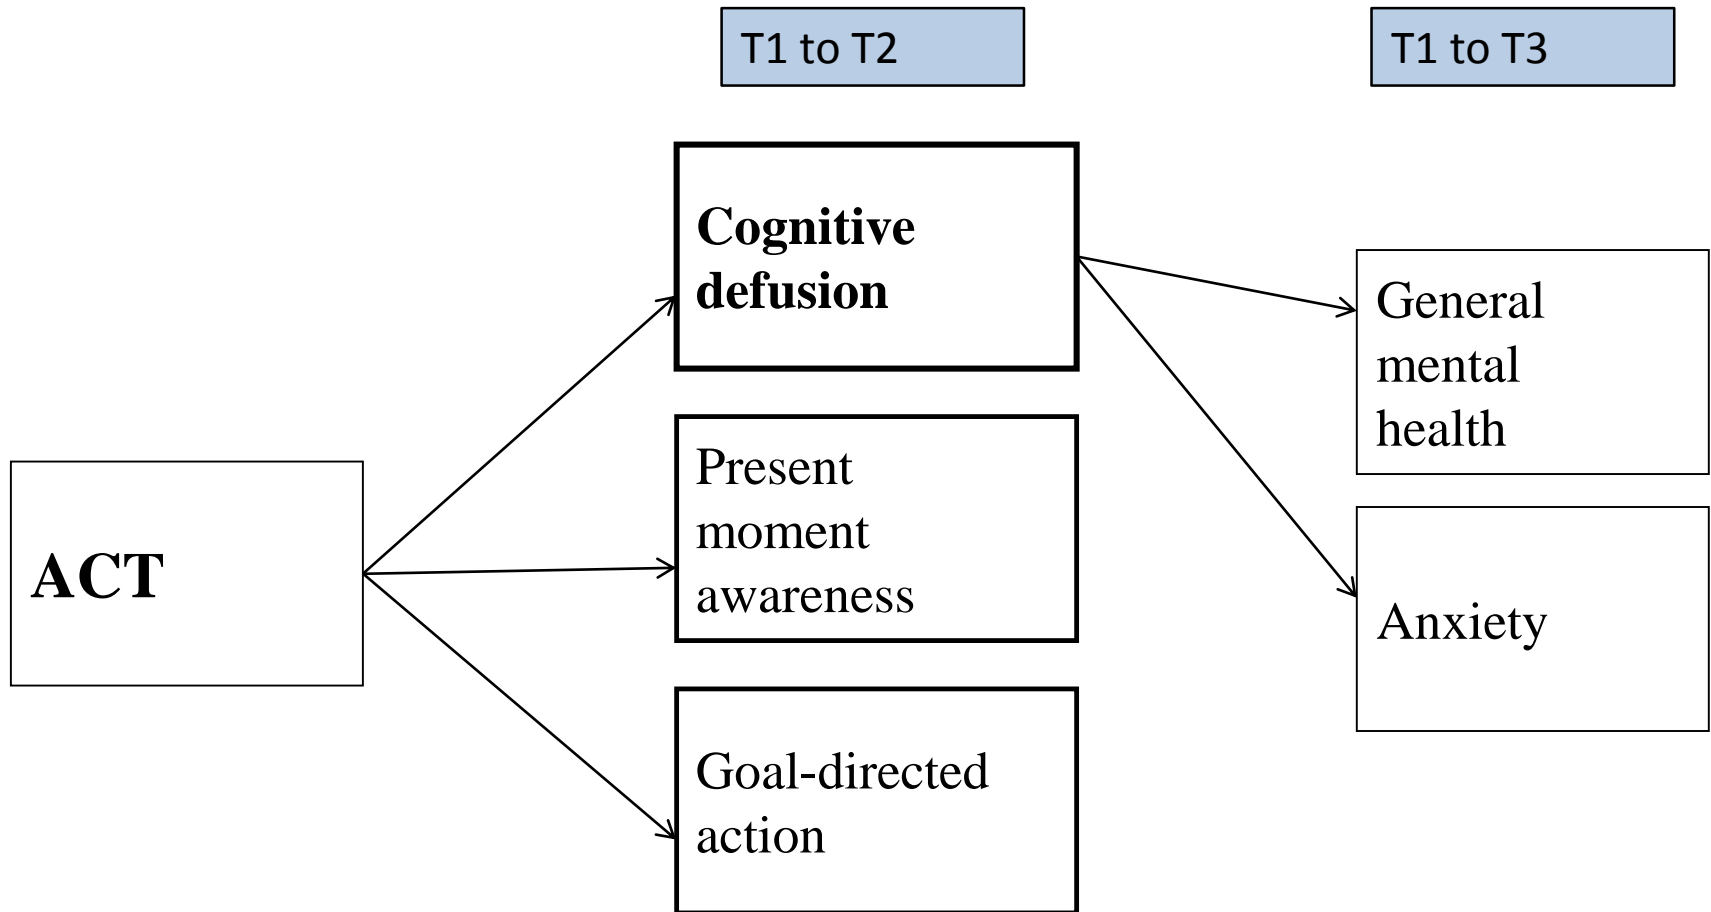 T1 to T2
T1 to T3
Cognitive
defusion
General
mental
health
Present
moment
awareness
ACT
Anxiety
Goal-directed
action